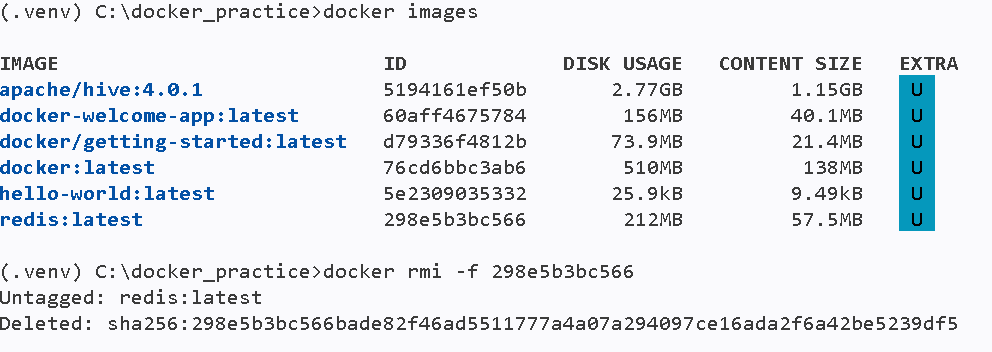 (.venv) C:\docker_practice>docker images
IMAGE ID DISK USAGE CONTENT SIZE EXTRA
apache/hive:4.0.1 5194161ef50b 2.77GB 1.15GB U
docker-welcome-app:latest 60aff4675784 156MB 40.1MB U
docker/getting-started:latest d79336f4812b 73.9MB 21.4MB U
docker:latest 76cd6bbc3ab6 510MB 138MB U
hello-world:latest 5e2309035332 25.9kB 9.49kB U
redis:latest 298e5b3bc566 212MB 57.5MB U
(.venv) C:\docker_practice>docker rmi -f 298e5b3bc566
Untagged: redis:latest
Deleted: sha256:298e5b3bc566bade82f46ad5511777a4a07a294097ce16ada2f6a42be5239df5